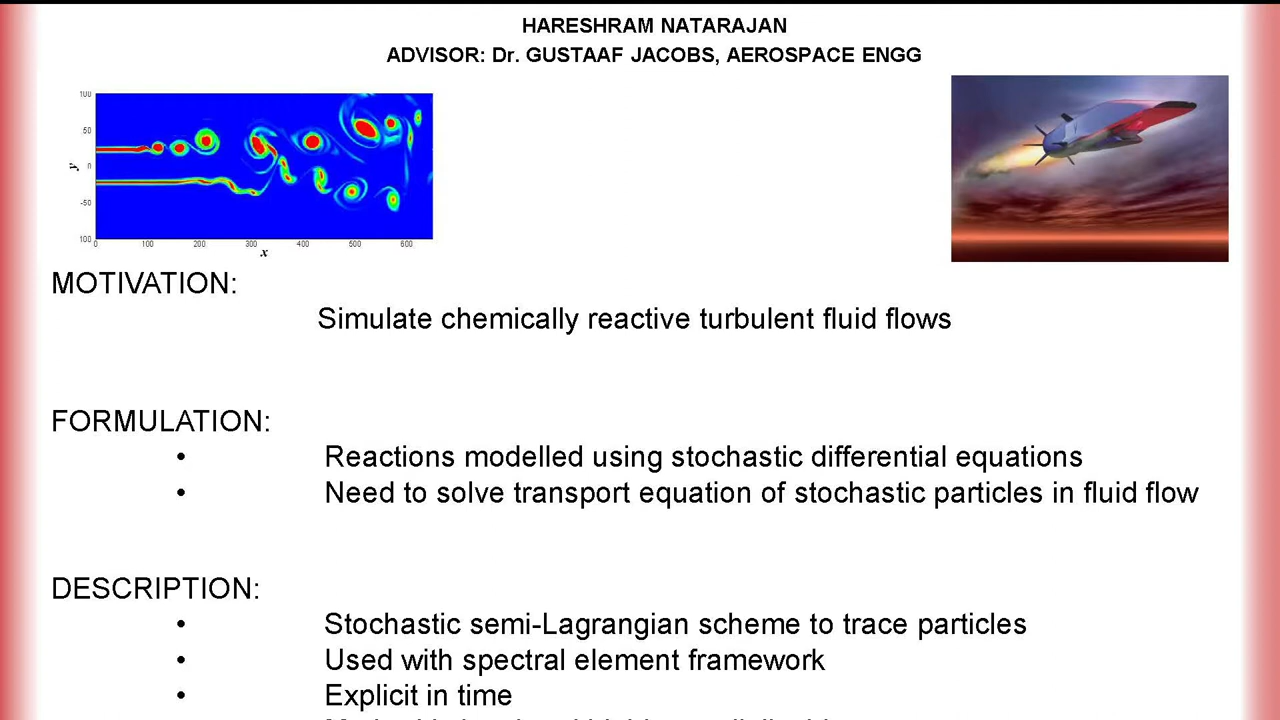 HARESHRAM NATARAJAN
ADVISOR: Dr. GUSTAAF JACOBS, AEROSPACE ENGG
100
50
0
-50
100
y
0 100 200 300 400 500 600
x
MOTIVATION:
Simulate chemically reactive turbulent fluid flows
FORMULATION:
• Reactions modelled using stochastic differential equations
• Need to solve transport equation of stochastic particles in fluid flow
DESCRIPTION:
• Stochastic semi-Lagrangian scheme to trace particles
• Used with spectral element framework
• Explicit in time